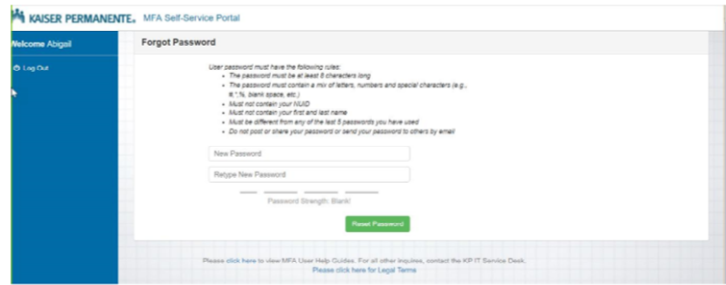 KAISER PERMANENTE® MFA Self-Service Portal
Welcome Abigail
Log Out
Forgot Password
User password must have the following rules:
• The password must be at least 8 characters long
• The password must contain a mix of letters, numbers and special characters (e.g.,
#,*,%, blank space, etc.)
• Must not contain your NUID
• Must not contain your first and last name
• Must be different from any of the last 5 passwords you have used
• Do not post or share your password or send your password to others by email
New Password
Retype New Password
Password Strength: Blank!
Reset Password
Please click here to view MFA User Help Guides. For all other inquires, contact the KP IT Service Desk.
Please click here for Legal Terms